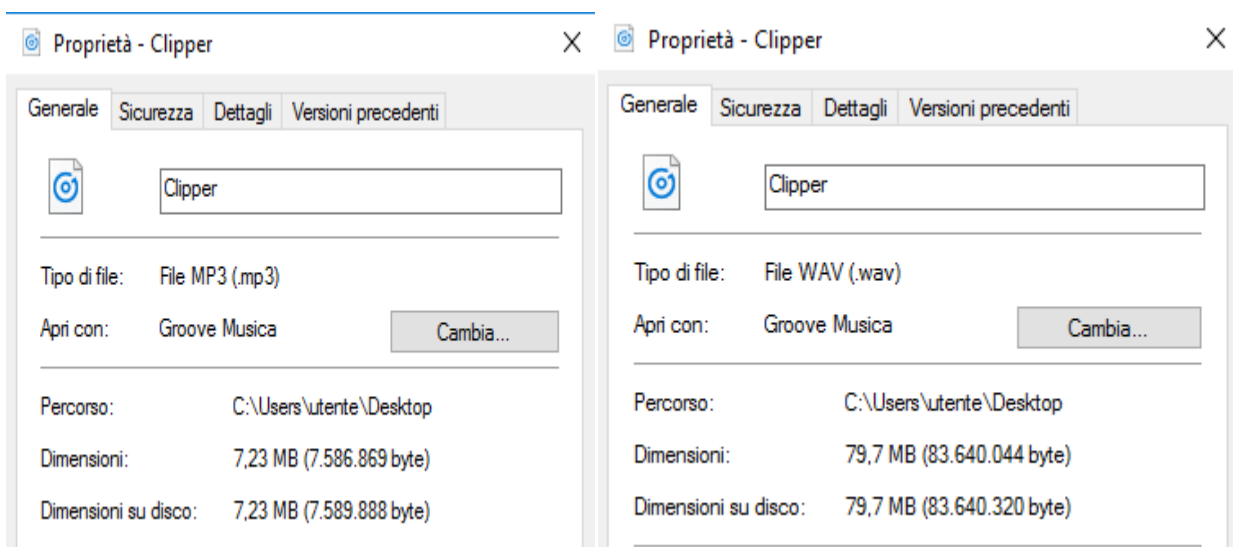 Proprietà - Clipper
Generale Sicurezza Dettagli Versioni precedenti
Clipper
Tipo di file: File MP3 (.mp3)
Apri con: Groove Musica Cambia...
Percorso: C:\Users\utente\Desktop
Dimensioni: 7,23 MB (7.586.869 byte)
Dimensioni su disco: 7,23 MB (7.589.888 byte)
Proprietà - Clipper
Generale Sicurezza Dettagli Versioni precedenti
Clipper
Tipo di file: File WAV (.wav)
Apri con: Groove Musica Cambia...
Percorso: C:\Users\utente\Desktop
Dimensioni: 79,7 MB (83.640.044 byte)
Dimensioni su disco: 79,7 MB (83.640.320 byte)